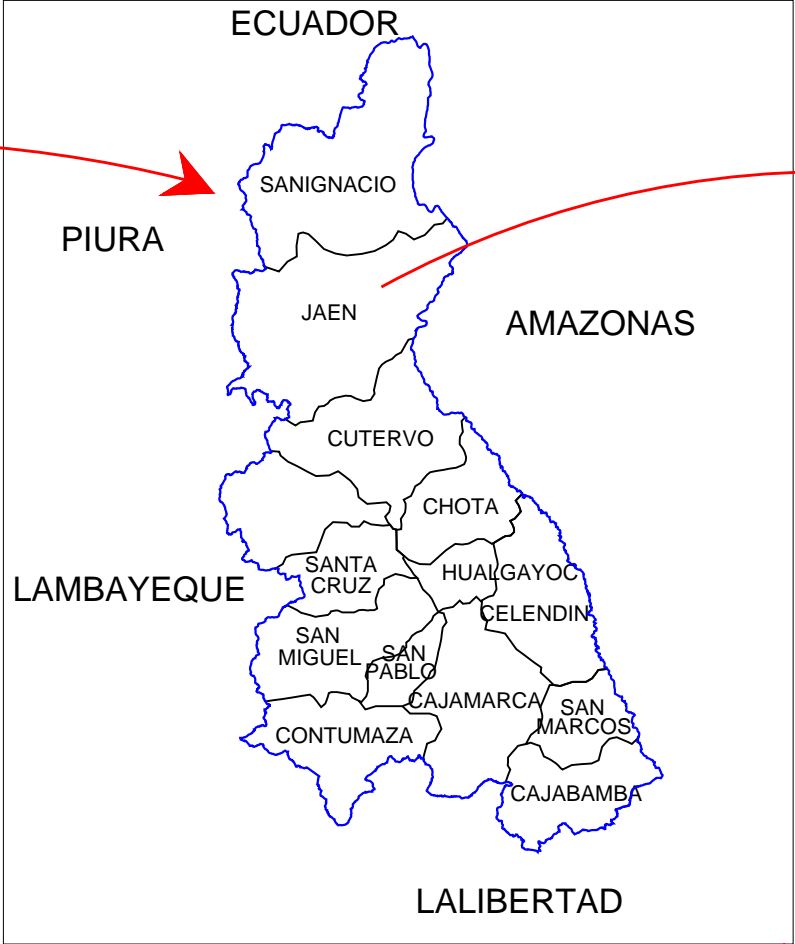 ECUADOR
SANIGNACIO
PIURA
JAEN
AMAZONAS
CUTERVO
CHOTA
SANTA
CRUZ
HUALGAYOC
LAMBAYEQUE
CELENDIN
SAN
MIGUEL
SAN
PABLO
CAJAMARCA
SAN
MARCOS
CONTUMAZA
CAJABAMBA
LALIBERTAD